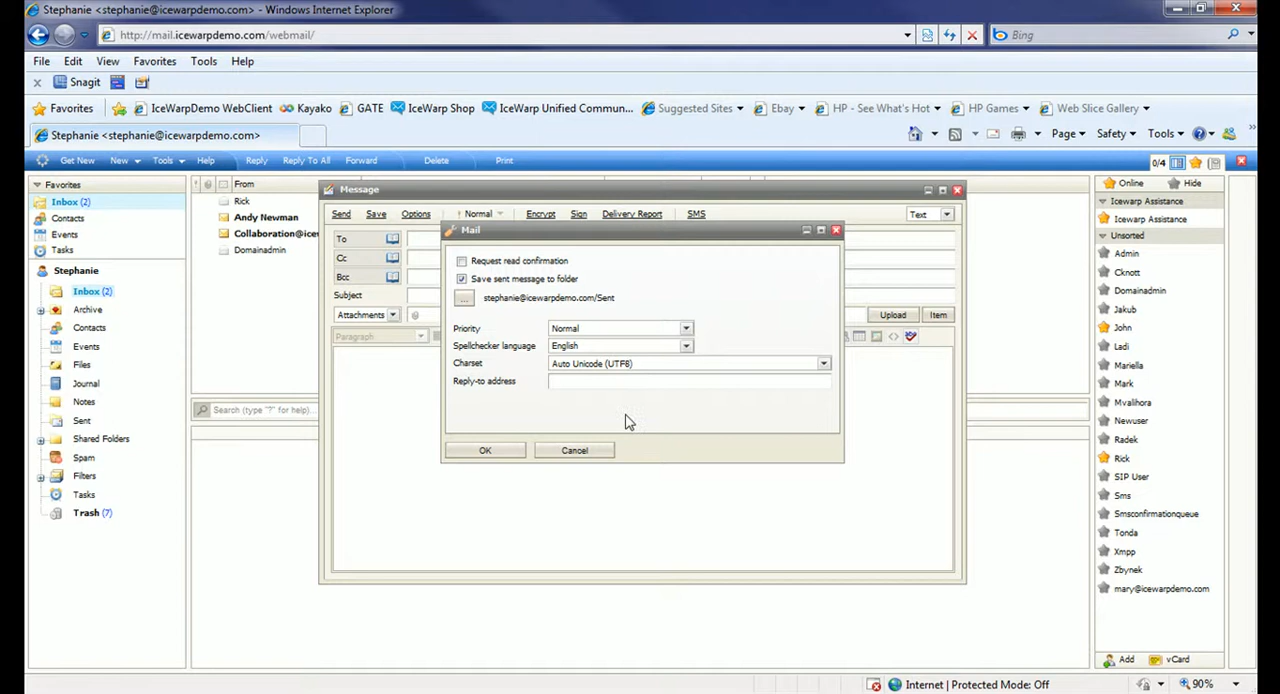 Stephanie <stephanie@icewarpdemo.com> - Windows Internet Explorer
http://mail.icewarpdemo.com/webmail/
Bing
File Edit View Favorites Tools Help
Snagit
Favorites IceWarpDemo WebClient Kayako GATE IceWarp Shop IceWarp Unified Commun... Suggested Sites Ebay HP - See What's Hot HP Games Web Slice Gallery
Stephanie <stephanie@icewarpdemo.com>
Page Safety Tools
Get New New Tools Help Reply Reply To All Forward Delete Print 0/4
Favorites
Inbox (2)
Contacts
Events
Tasks
Stephanie
Inbox (2)
Archive
Contacts
Events
Files
Journal
Notes
Sent
Shared Folders
Spam
Filters
Tasks
Trash (7)
From
Rick
Andy Newman
Collaboration@icew
Domainadmin
Search (type "?" for help)...
Message
Send Save Options ! Normal Encrypt Sign Delivery Report SMS Text
To
Cc
Bcc
Subject
Attachments Upload Item
Paragraph
Mail
Request read confirmation
Save sent message to folder
... stephanie@icewarpdemo.com/Sent
Priority Normal
Spellchecker language English
Charset Auto Unicode (UTF8)
Reply-to address
OK Cancel
Online Hide
Icewarp Assistance
Icewarp Assistance
Unsorted
Admin
Cknott
Domainadmin
Jakub
John
Ladi
Mariella
Mark
Mvalihora
Newuser
Radek
Rick
SIP User
Sms
Smsconfirmationqueue
Tonda
Xmpp
Zbynek
mary@icewarpdemo.com
Add vCard
Internet | Protected Mode: Off 90%